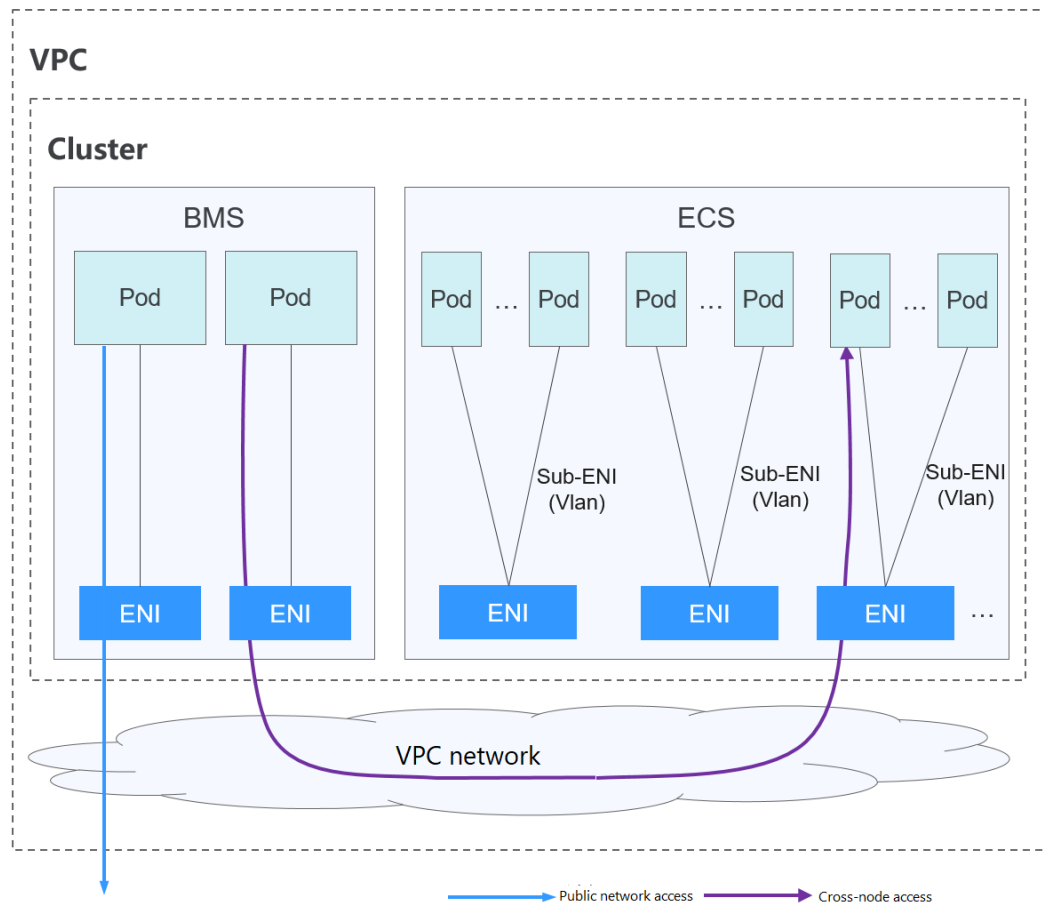 VPC
Cluster
BMS
ECS
Pod
Pod
Pod
...
Pod
Pod
...
Pod
Pod
...
Pod
Sub-ENI
(Vlan)
Sub-ENI
(Vlan)
Sub-ENI
(Vlan)
ENI
ENI
ENI
ENI
ENI
...
VPC network
Public network access
Cross-node access